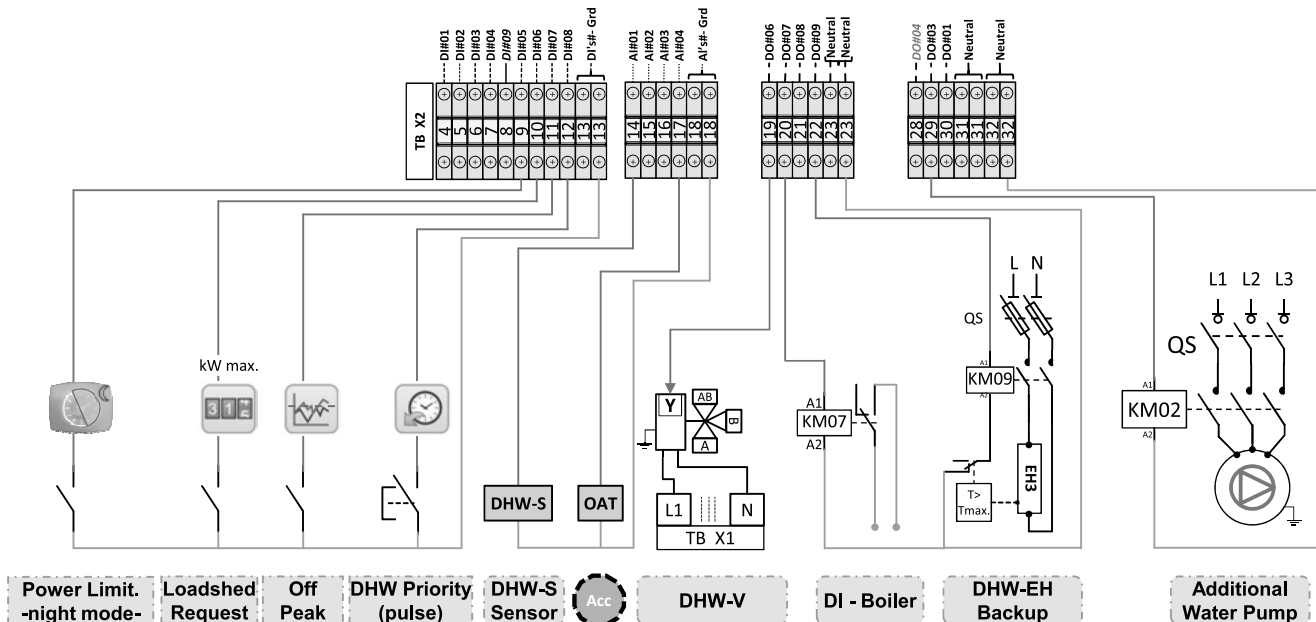 DI#01
DI#02
DI#03
DI#04
DI#09
DI#05
DI#06
DI#07
DI#08
DI's#- Grd
AI#01
AI#02
AI#03
AI#04
AI's#- Grd
DO#06
DO#07
DO#08
DO#09
Neutral
Neutral
DO#04
DO#03
DO#01
Neutral
Neutral
TB X2
4 5 6 7 8 9 10 11 12 13 13
14 15 16 17 18 18
19 20 21 22 23 23
28 29 30 31 31 32 32
L N
QS
L1 L2 L3
QS
kW max.
Y
AB
B
A
A1
KM07
A2
A1
KM09
A2
A1
KM02
A2
EH3
T>
Tmax.
DHW-S
OAT
L1
N
TB X1
Power Limit.
-night mode-
Loadshed
Request
Off
Peak
DHW Priority
(pulse)
DHW-S
Sensor
Acc
DHW-V
DI - Boiler
DHW-EH
Backup
Additional
Water Pump